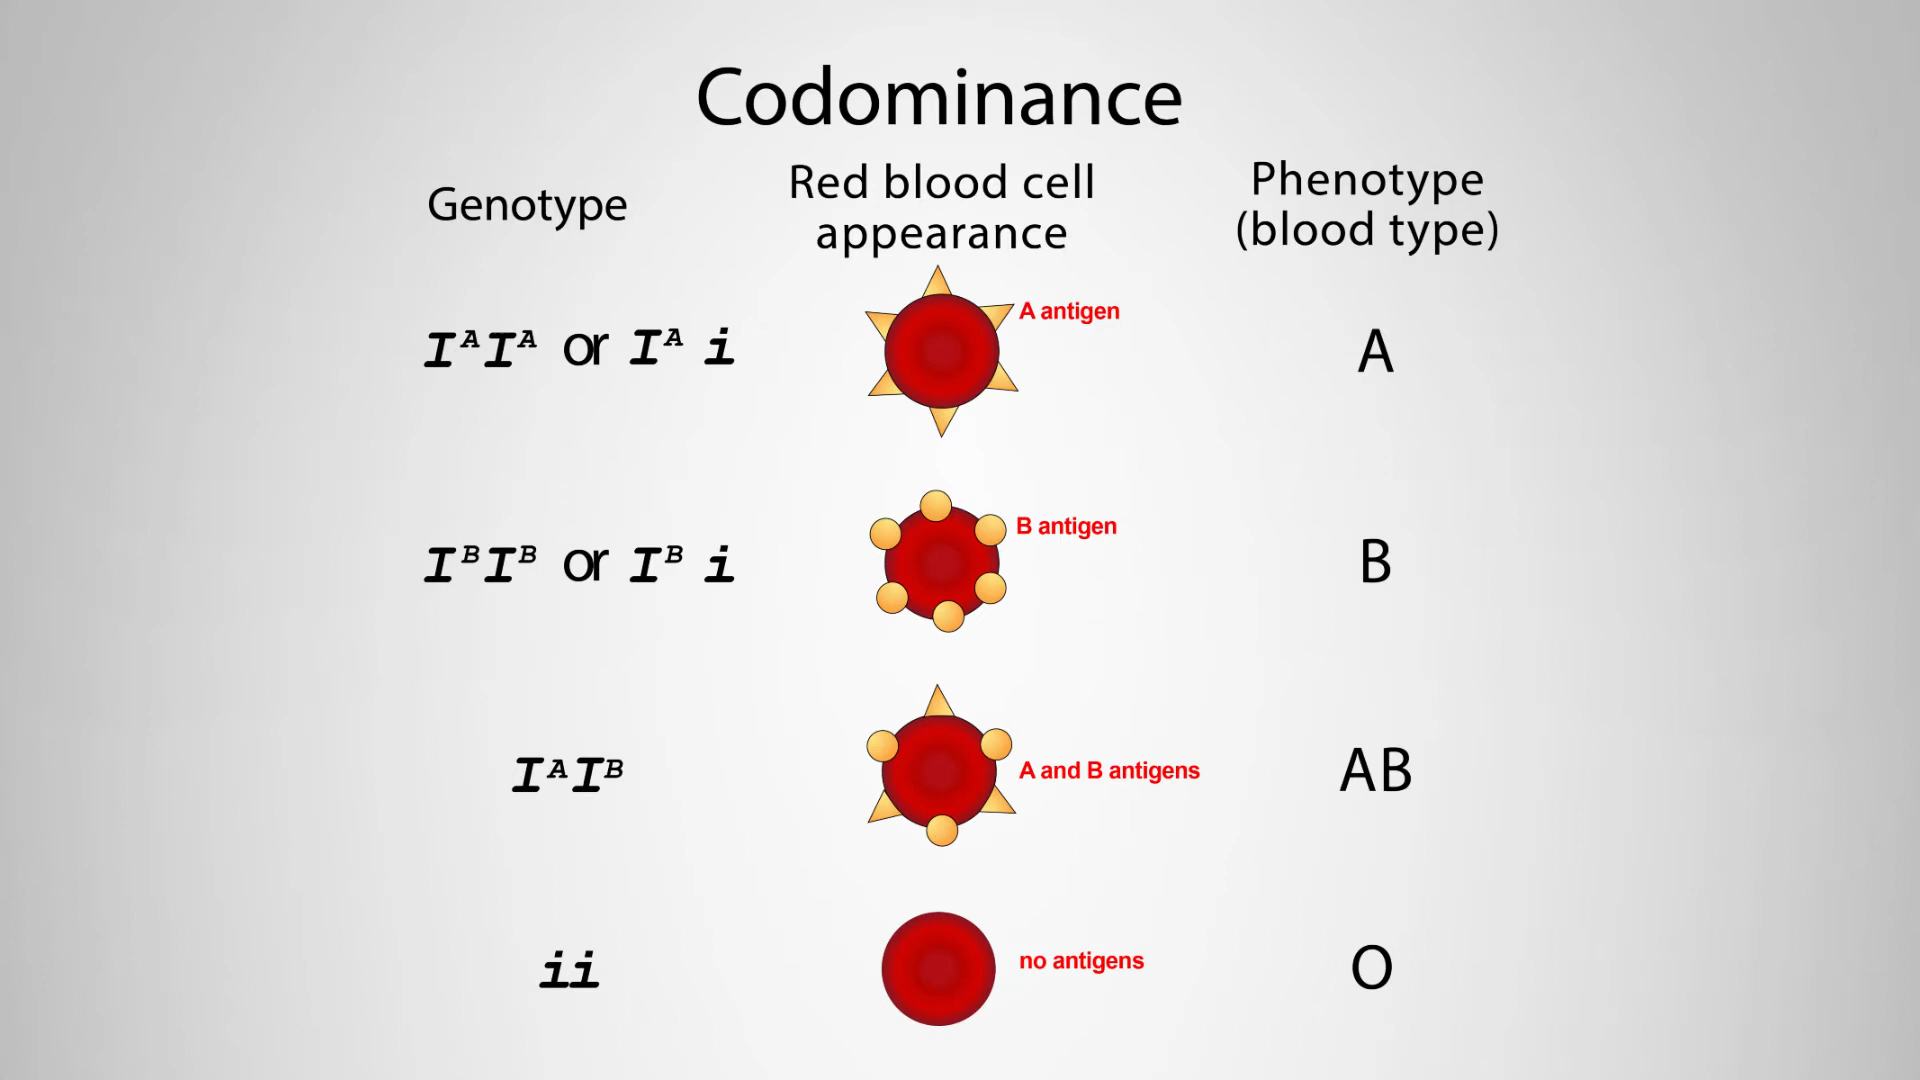 Codominance
Genotype
Red blood cell
appearance
Phenotype
(blood type)
IᴬIᴬ or Iᴬ i
A antigen
A
IᴮIᴮ or Iᴮ i
B antigen
B
IᴬIᴮ
A and B antigens
AB
ii
no antigens
O